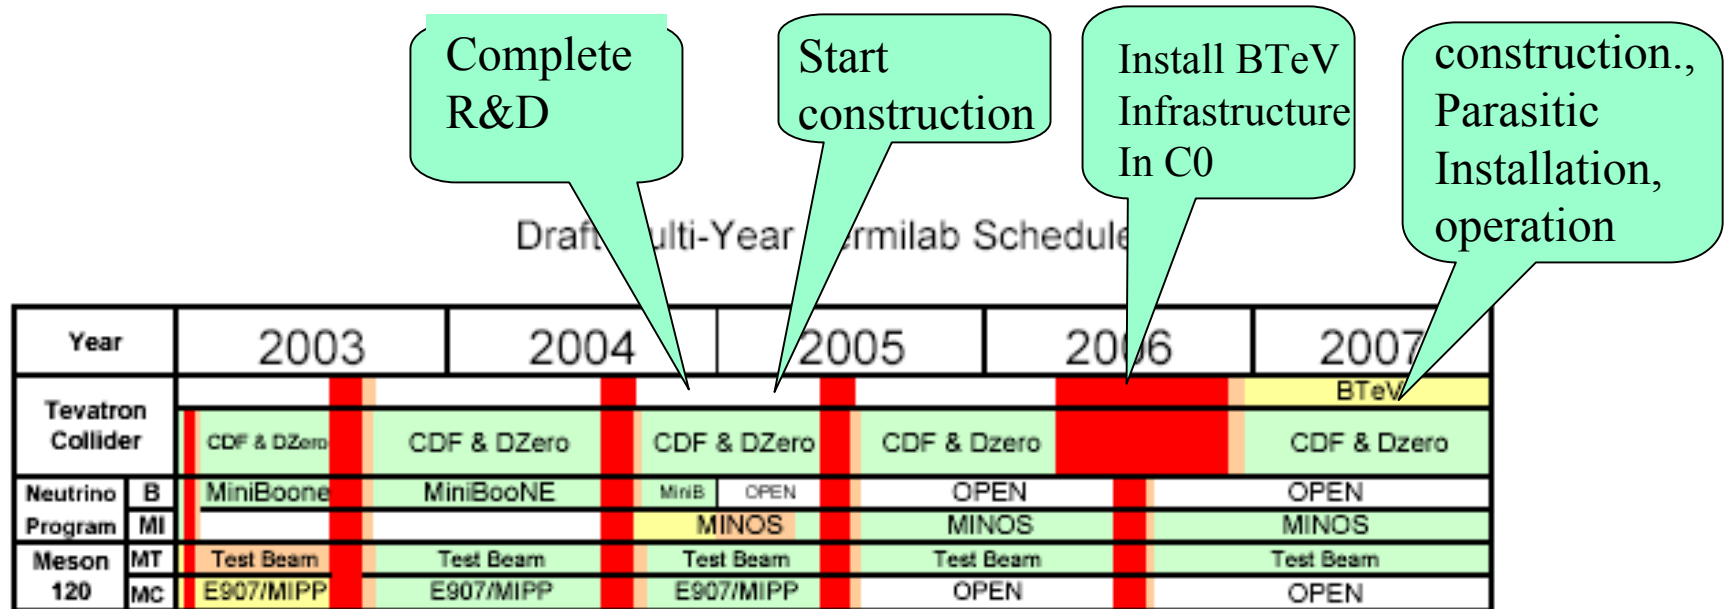 Complete
R&D
Start
construction
Install BTeV
Infrastructure
In C0
construction.,
Parasitic
Installation,
operation
Draft ulti-Year ermilab Schedule
Year 2003 2004 2005 2006 2007
BTeV
Tevatron
Collider
CDF & DZero CDF & DZero CDF & DZero CDF & Dzero CDF & Dzero
Neutrino B MiniBoone MiniBooNE MiniB OPEN OPEN OPEN
Program MI MINOS MINOS MINOS
Meson MT Test Beam Test Beam Test Beam Test Beam Test Beam
120 MC E907/MIPP E907/MIPP E907/MIPP OPEN OPEN